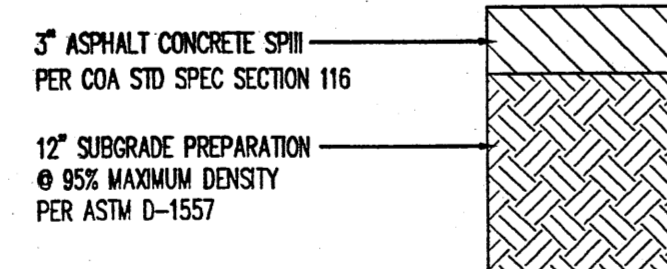 3" ASPHALT CONCRETE SPIII
PER COA STD SPEC SECTION 116
12" SUBGRADE PREPARATION
@ 95% MAXIMUM DENSITY
PER ASTM D-1557